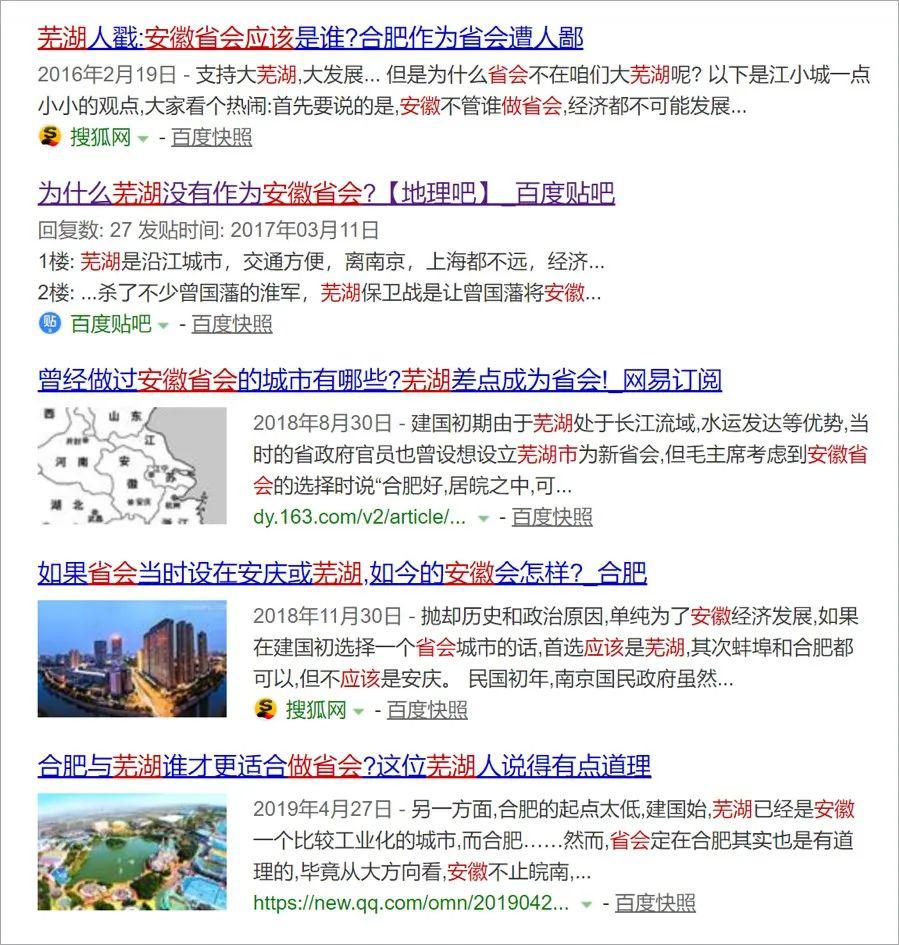 芜湖人戳:安徽省会应该是谁?合肥作为省会遭人鄙
2016年2月19日 - 支持大芜湖,大发展... 但是为什么省会不在咱们大芜湖呢? 以下是江小城一点
小小的观点,大家看个热闹:首先要说的是,安徽不管谁做省会,经济都不可能发展...
搜狐网 - 百度快照
为什么芜湖没有作为安徽省会?【地理吧】_百度贴吧
回复数: 27 发贴时间: 2017年03月11日
1楼: 芜湖是沿江城市，交通方便，离南京，上海都不远，经济...
2楼: ...杀了不少曾国藩的淮军，芜湖保卫战是让曾国藩将安徽...
贴 百度贴吧 - 百度快照
曾经做过安徽省会的城市有哪些?芜湖差点成为省会!_网易订阅
西 山 东
江
河 南 安
徽 苏
安庆
湖 北
2018年8月30日 - 建国初期由于芜湖处于长江流域,水运发达等优势,当
时的省政府官员也曾设想设立芜湖市为新省会,但毛主席考虑到安徽省
会的选择时说“合肥好,居皖之中,可...
dy.163.com/v2/article/... - 百度快照
如果省会当时设在安庆或芜湖,如今的安徽会怎样?_合肥
2018年11月30日 - 抛却历史和政治原因,单纯为了安徽经济发展,如果
在建国初选择一个省会城市的话,首选应该是芜湖,其次蚌埠和合肥都
可以,但不应该是安庆。 民国初年,南京国民政府虽然...
搜狐网 - 百度快照
合肥与芜湖谁才更适合做省会?这位芜湖人说得有点道理
2019年4月27日 - 另一方面,合肥的起点太低,建国始,芜湖已经是安徽
一个比较工业化的城市,而合肥……然而,省会定在合肥其实也是有道
理的,毕竟从大方向看,安徽不止皖南,...
https://new.qq.com/omn/2019042... - 百度快照